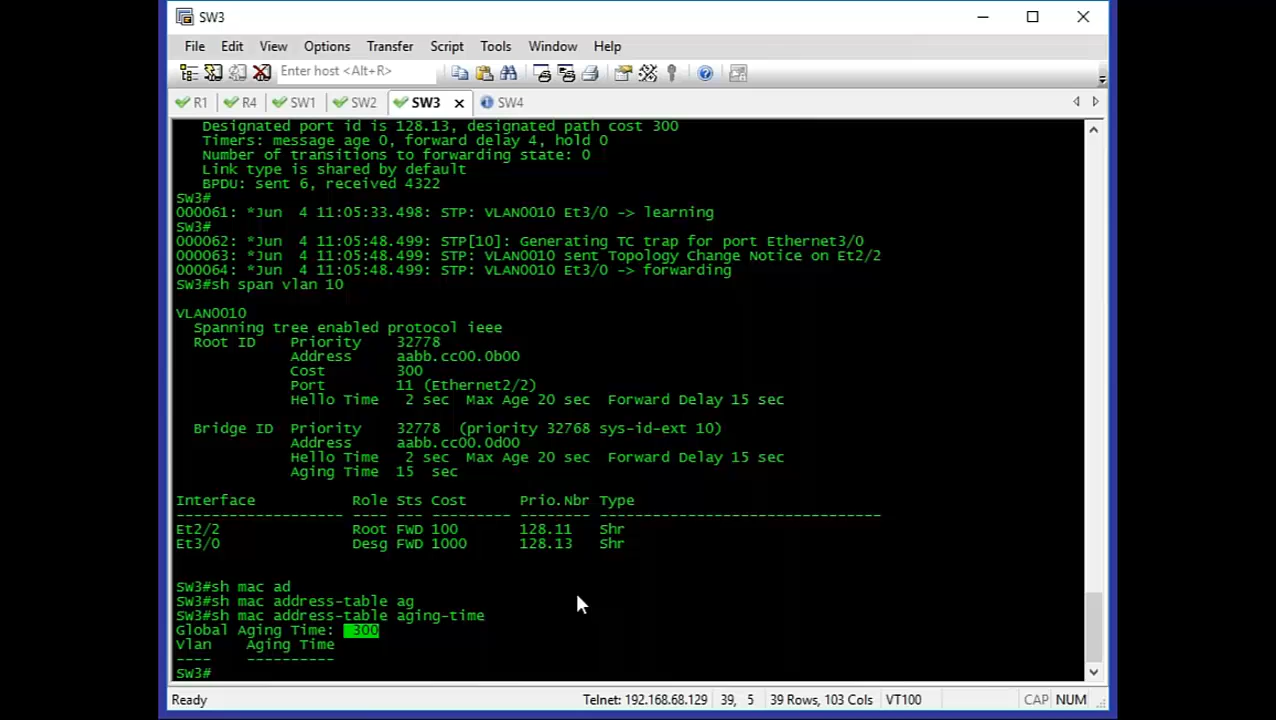 SW3
File Edit View Options Transfer Script Tools Window Help
Enter host <Alt+R>
R1 R4 SW1 SW2 SW3 SW4
Designated port id is 128.13, designated path cost 300
Timers: message age 0, forward delay 4, hold 0
Number of transitions to forwarding state: 0
Link type is shared by default
BPDU: sent 6, received 4322
SW3#
000061: *Jun 4 11:05:33.498: STP: VLAN0010 Et3/0 -> learning
SW3#
000062: *Jun 4 11:05:48.499: STP[10]: Generating TC trap for port Ethernet3/0
000063: *Jun 4 11:05:48.499: STP: VLAN0010 sent Topology Change Notice on Et2/2
000064: *Jun 4 11:05:48.499: STP: VLAN0010 Et3/0 -> forwarding
SW3#sh span vlan 10
VLAN0010
Spanning tree enabled protocol ieee
Root ID Priority 32778
Address aabb.cc00.0b00
Cost 300
Port 11 (Ethernet2/2)
Hello Time 2 sec Max Age 20 sec Forward Delay 15 sec
Bridge ID Priority 32778 (priority 32768 sys-id-ext 10)
Address aabb.cc00.0d00
Hello Time 2 sec Max Age 20 sec Forward Delay 15 sec
Aging Time 15 sec
Interface Role Sts Cost Prio.Nbr Type
------------------- ---- --- --------- -------- --------------------------------
Et2/2 Root FWD 100 128.11 Shr
Et3/0 Desg FWD 1000 128.13 Shr
SW3#sh mac ad
SW3#sh mac address-table ag
SW3#sh mac address-table aging-time
Global Aging Time: 300
Vlan Aging Time
---- ----------
SW3#
Ready Telnet: 192.168.68.129 39, 5 39 Rows, 103 Cols VT100 CAP NUM